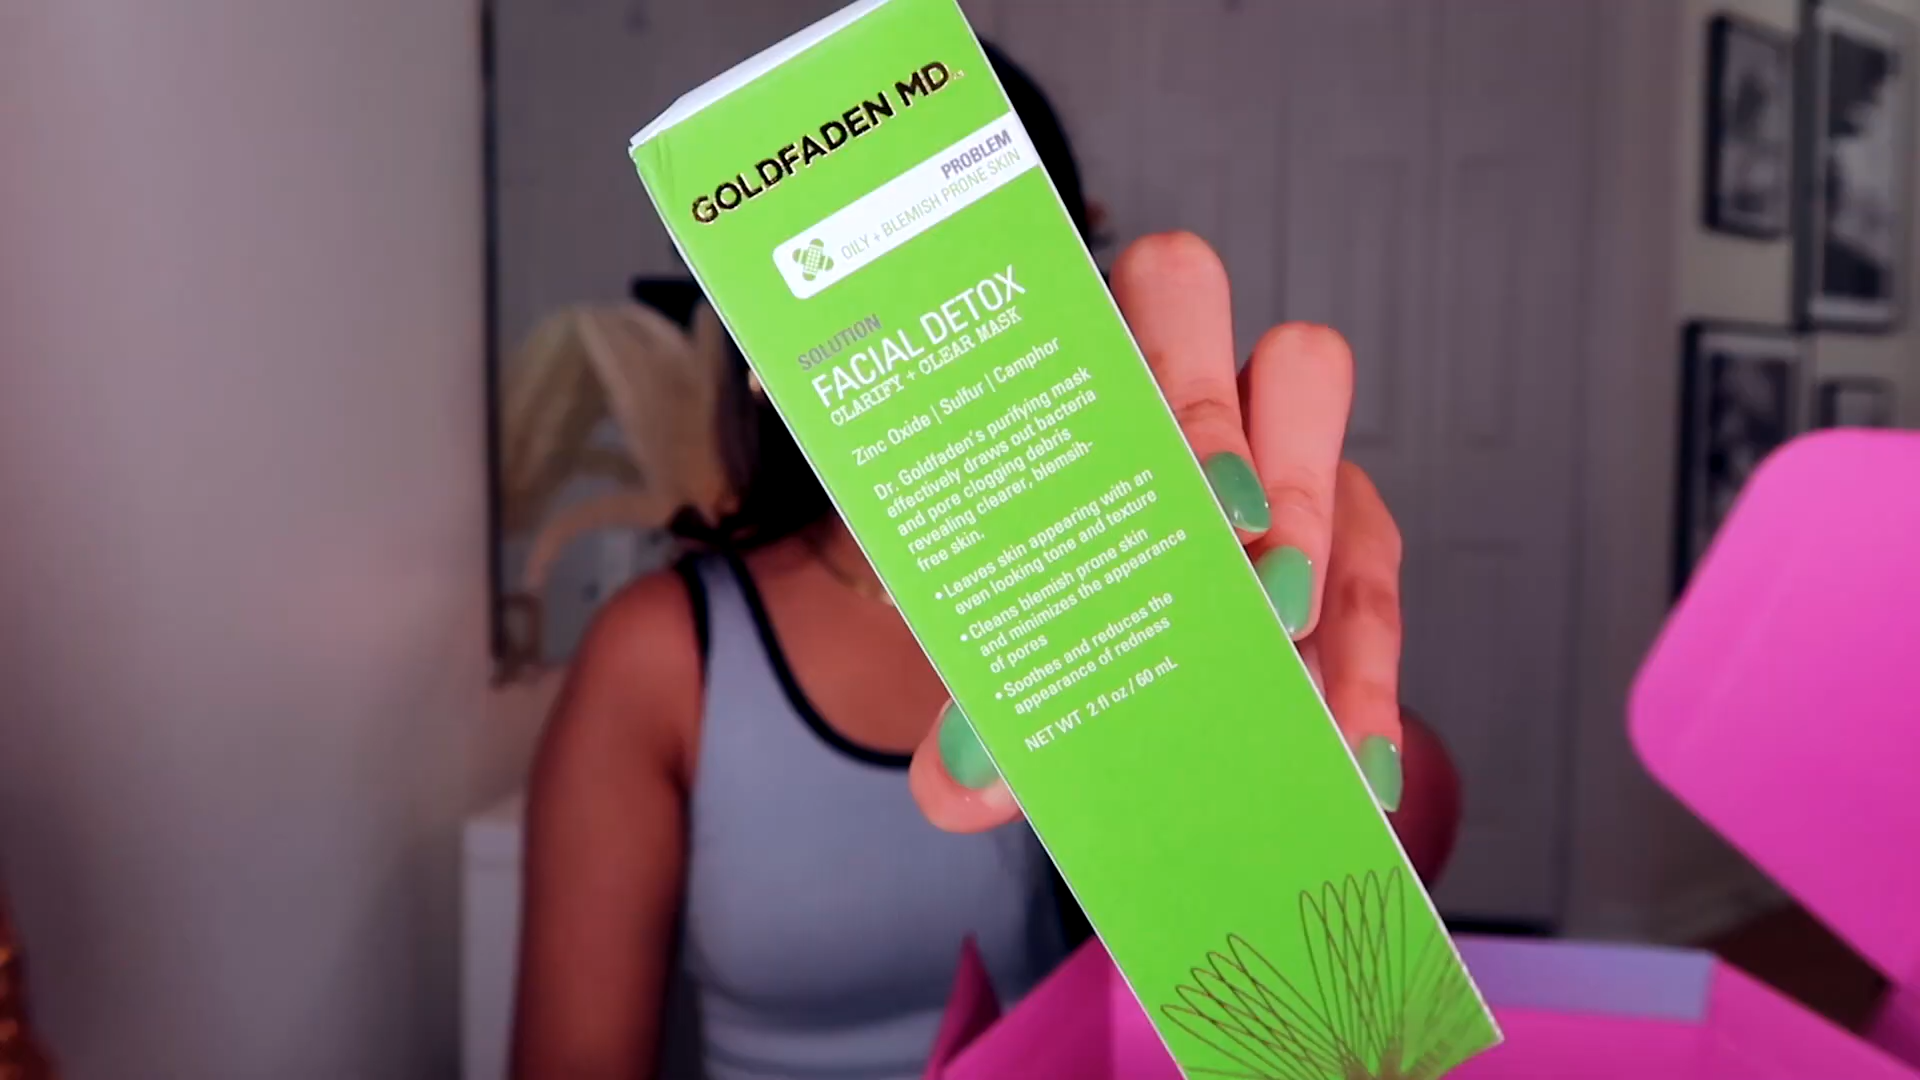 GOLDFADEN MD
PROBLEM
OILY + BLEMISH PRONE SKIN
SOLUTION
FACIAL DETOX
CLARIFY + CLEAR MASK
Zinc Oxide | Sulfur | Camphor
Dr. Goldfaden's purifying mask
effectively draws out bacteria
and pore clogging debris
revealing clearer, blemsih-
free skin.
• Leaves skin appearing with an
even looking tone and texture
• Cleans blemish prone skin
and minimizes the appearance
of pores
• Soothes and reduces the
appearance of redness
NET WT 2 fl oz / 60 mL